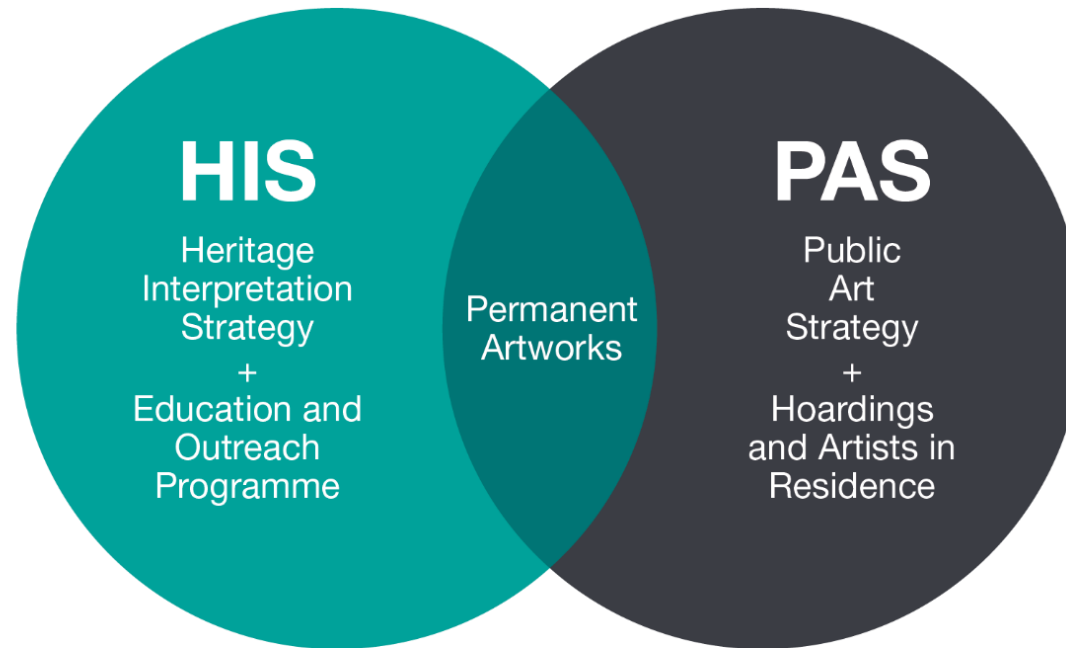 HIS
Heritage
Interpretation
Strategy
+
Education and
Outreach
Programme
Permanent
Artworks
PAS
Public
Art
Strategy
+
Hoardings
and Artists in
Residence